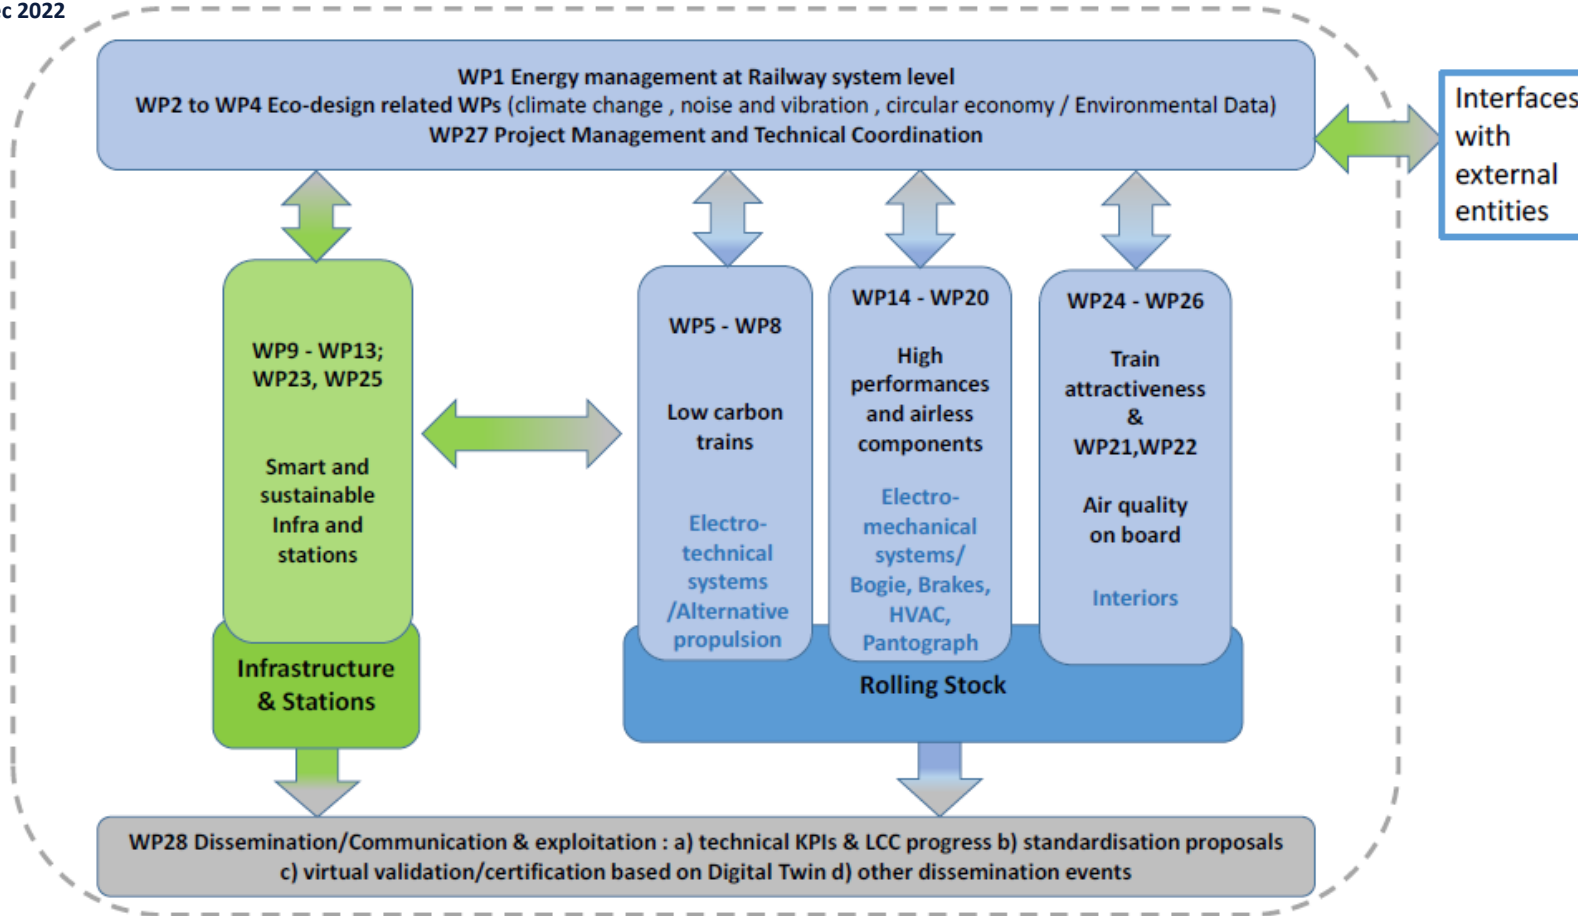 2022
WP1 Energy management at Railway system level
WP2 to WP4 Eco-design related WPs (climate change , noise and vibration , circular economy / Environmental Data)
WP27 Project Management and Technical Coordination
Interfaces
with
external
entities
WP9 - WP13;
WP23, WP25
Smart and
sustainable
Infra and
stations
Infrastructure
& Stations
WP5 - WP8
Low carbon
trains
Electro-
technical
systems
/Alternative
propulsion
WP14 - WP20
High
performances
and airless
components
Electro-
mechanical
systems/
Bogie, Brakes,
HVAC,
Pantograph
WP24 - WP26
Train
attractiveness
&
WP21,WP22
Air quality
on board
Interiors
Rolling Stock
WP28 Dissemination/Communication & exploitation : a) technical KPIs & LCC progress b) standardisation proposals
c) virtual validation/certification based on Digital Twin d) other dissemination events